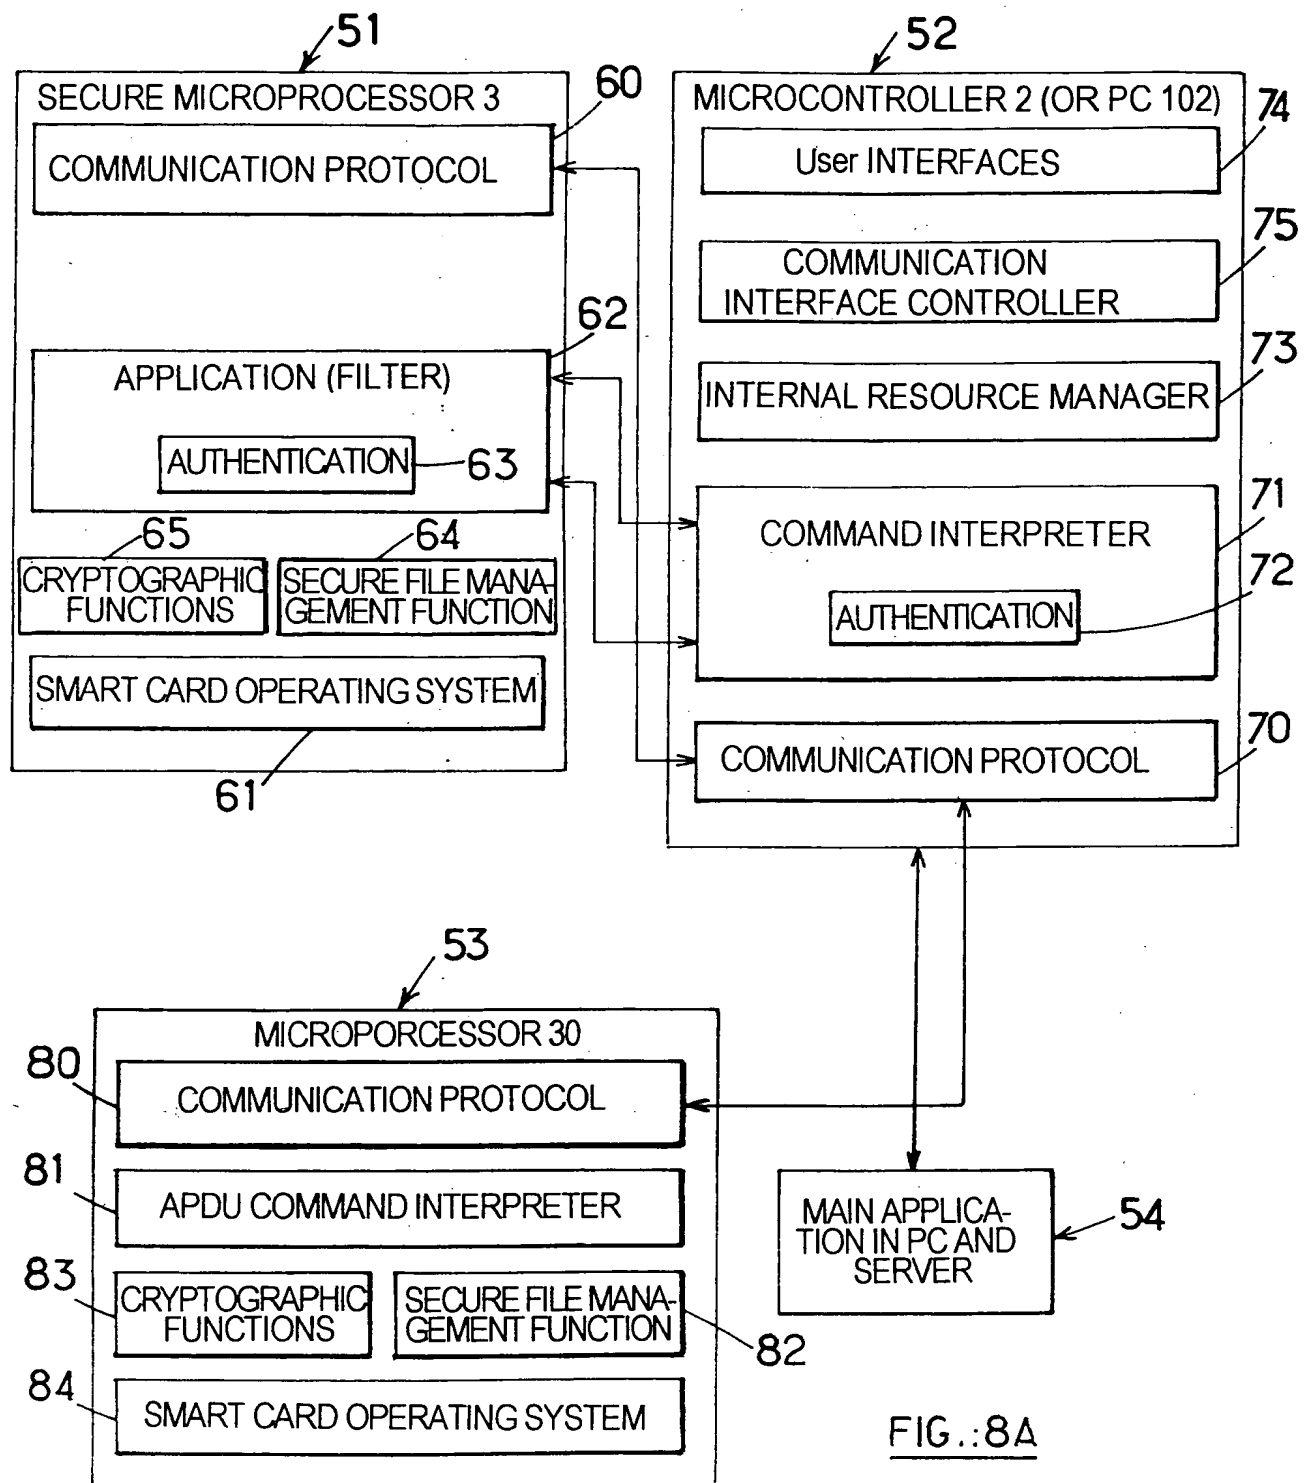 51
SECURE MICROPROCESSOR 3
60
COMMUNICATION PROTOCOL
62
APPLICATION (FILTER)
AUTHENTICATION
63
65
64
CRYPTOGRAPHIC
FUNCTIONS
SECURE FILE MANA-
GEMENT FUNCTION
SMART CARD OPERATING SYSTEM
61
52
MICROCONTROLLER 2 (OR PC 102)
74
User INTERFACES
75
COMMUNICATION
INTERFACE CONTROLLER
73
INTERNAL RESOURCE MANAGER
71
COMMAND INTERPRETER
72
AUTHENTICATION
70
COMMUNICATION PROTOCOL
53
MICROPORCESSOR 30
80
COMMUNICATION PROTOCOL
81
APDU COMMAND INTERPRETER
83
CRYPTOGRAPHIC
FUNCTIONS
SECURE FILE MANA-
GEMENT FUNCTION
82
84
SMART CARD OPERATING SYSTEM
MAIN APPLICA-
TION IN PC AND
SERVER
54
FIG.:8A